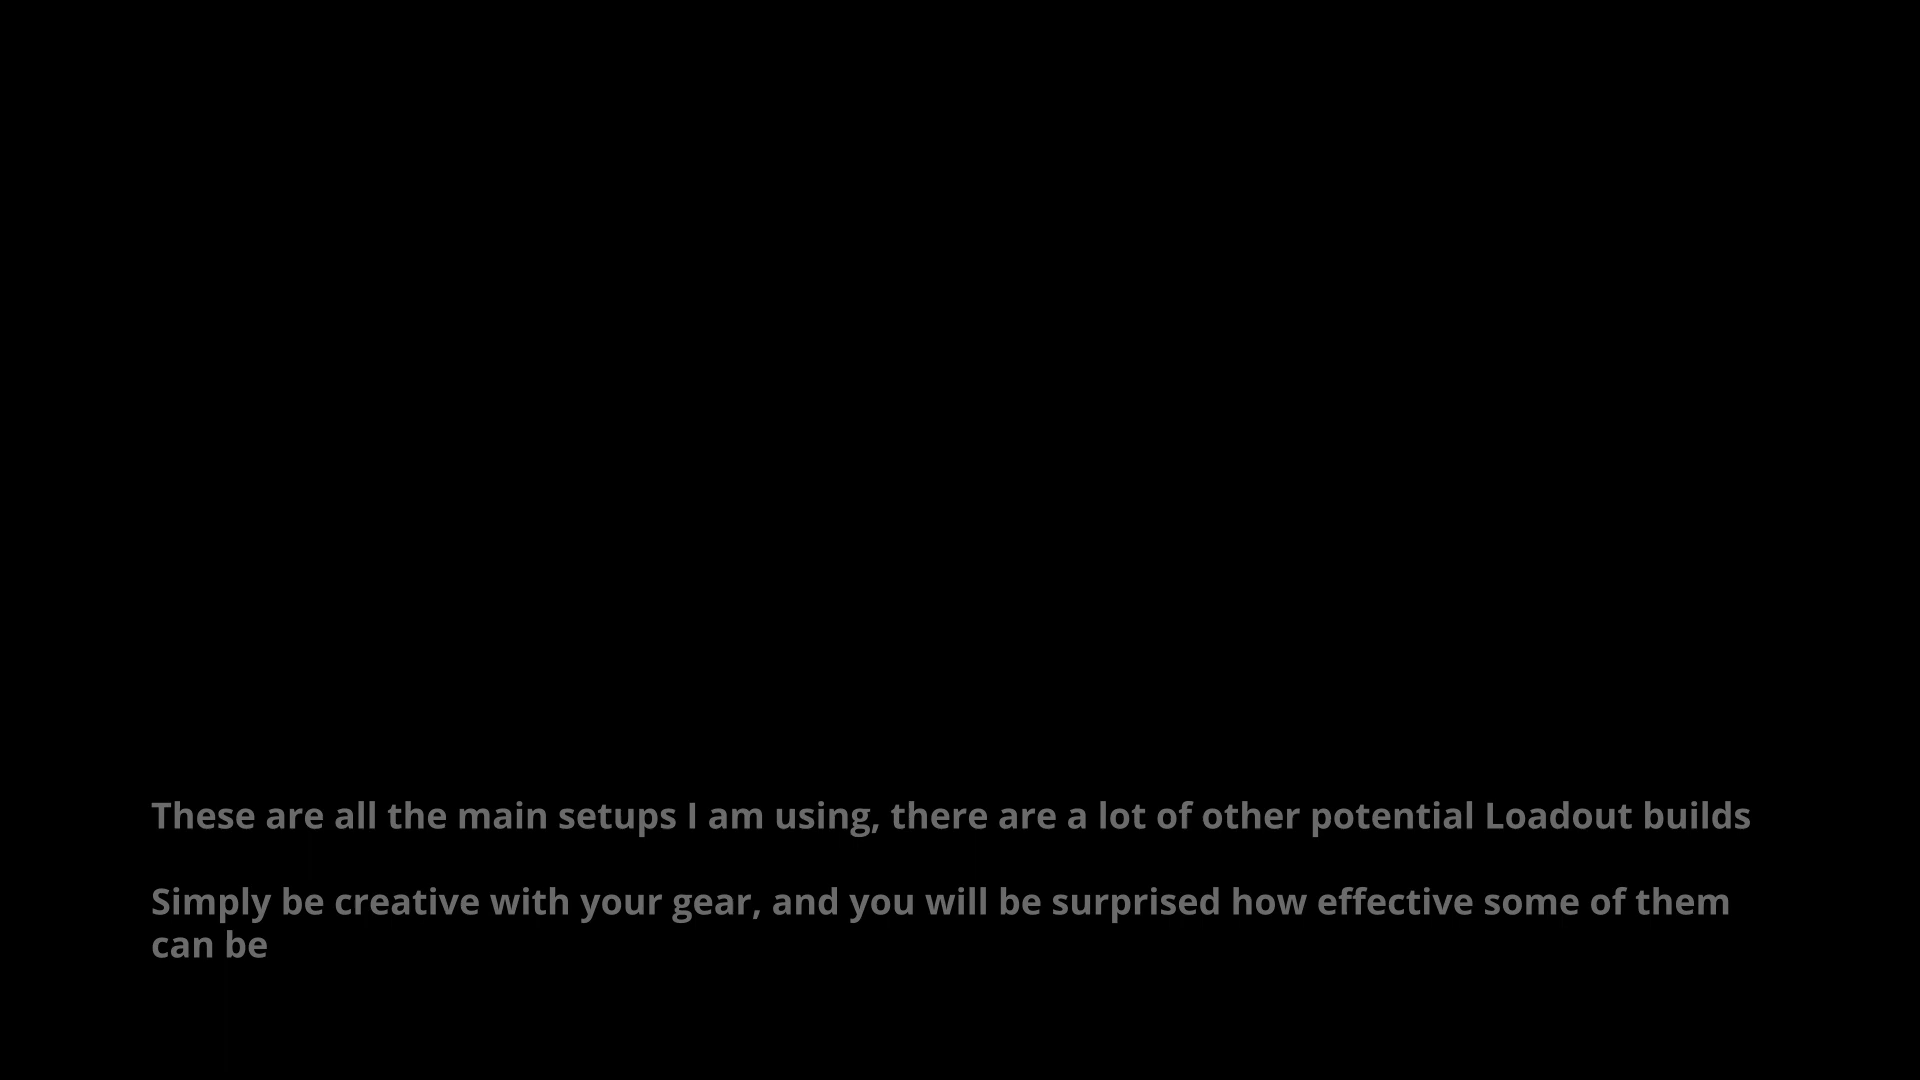 These are all the main setups I am using, there are a lot of other potential Loadout builds
Simply be creative with your gear, and you will be surprised how effective some of them
can be